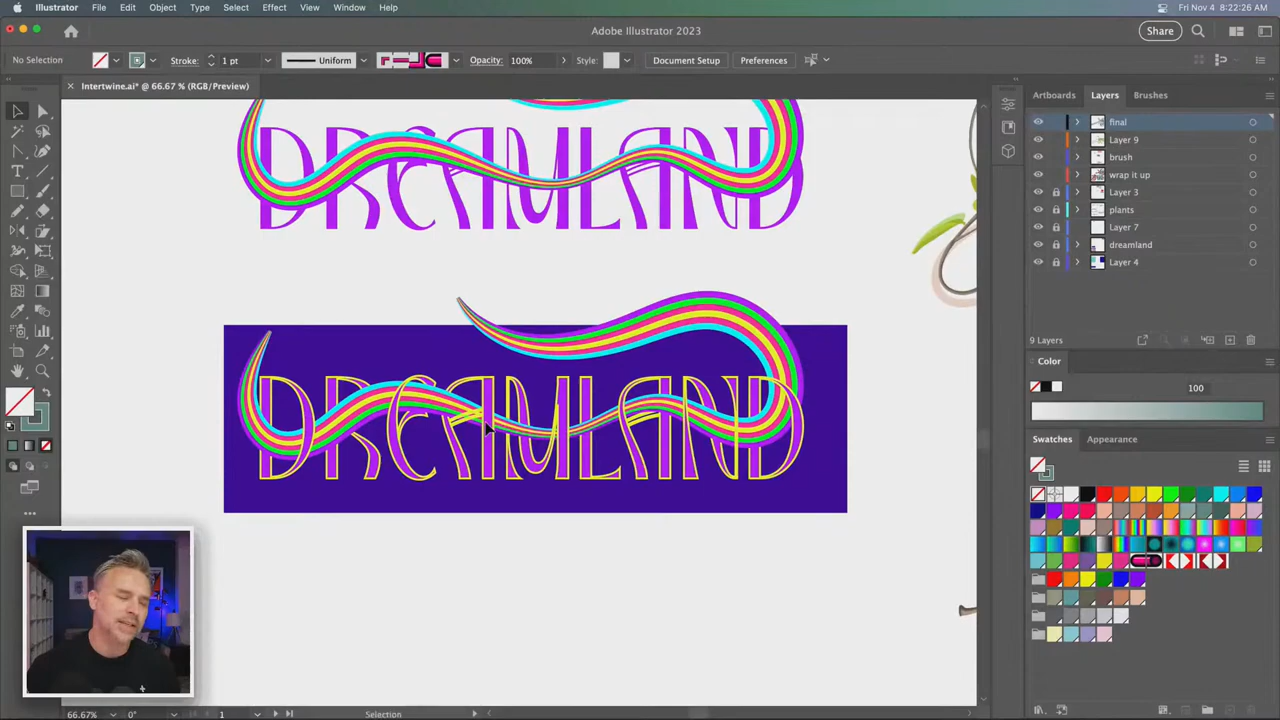 Illustrator File Edit Object Type Select Effect View Window Help
Fri Nov 4 8:22:26 AM
Adobe Illustrator 2023
Share
No Selection
Stroke:
1 pt
Uniform
Opacity:
100%
Style:
Document Setup
Preferences
Intertwine.ai* @ 66.67 % (RGB/Preview)
Artboards
Layers
Brushes
final
Layer 9
brush
wrap it up
Layer 3
plants
Layer 7
dreamland
Layer 4
DREAMLAND
DREAMLAND
9 Layers
Color
100
Swatches
Appearance
66.67%
0°
1
Selection